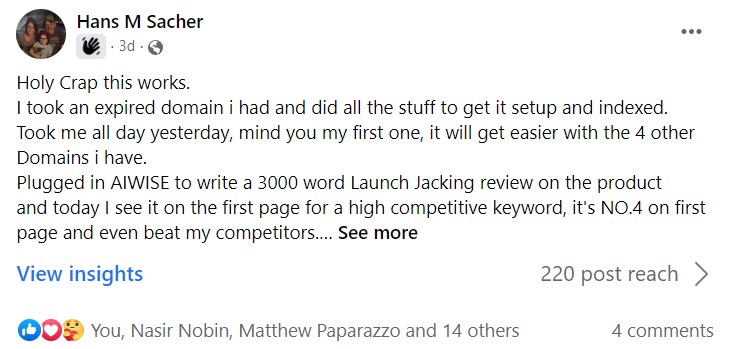 Hans M Sacher
· 3d ·
Holy Crap this works.
I took an expired domain i had and did all the stuff to get it setup and indexed.
Took me all day yesterday, mind you my first one, it will get easier with the 4 other
Domains i have.
Plugged in AIWISE to write a 3000 word Launch Jacking review on the product
and today I see it on the first page for a high competitive keyword, it's NO.4 on first
page and even beat my competitors.... See more
View insights 220 post reach
You, Nasir Nobin, Matthew Paparazzo and 14 others 4 comments